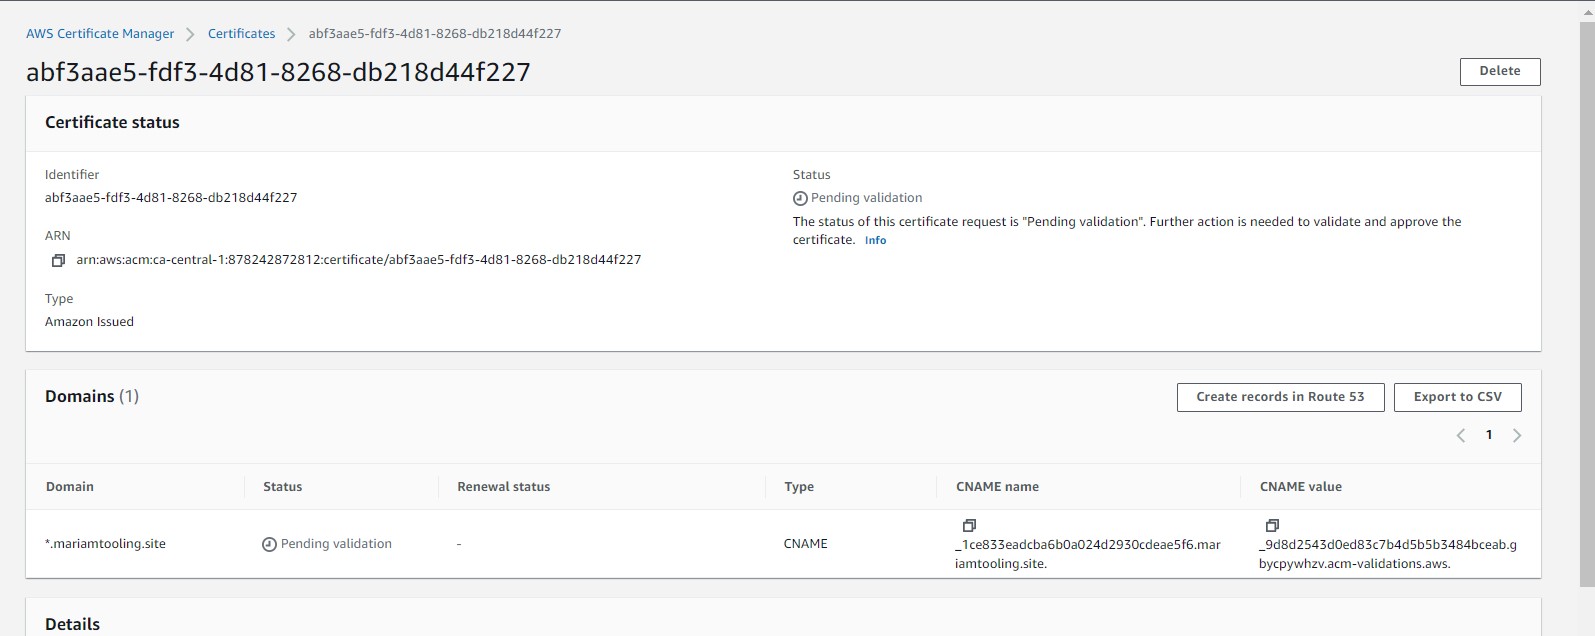 AWS Certificate Manager > Certificates > abf3aae5-fdf3-4d81-8268-db218d44f227
abf3aae5-fdf3-4d81-8268-db218d44f227
Delete
Certificate status
Identifier
abf3aae5-fdf3-4d81-8268-db218d44f227
ARN
arn:aws:acm:ca-central-1:878242872812:certificate/abf3aae5-fdf3-4d81-8268-db218d44f227
Type
Amazon Issued
Status
Pending validation
The status of this certificate request is "Pending validation". Further action is needed to validate and approve the
certificate. Info
Domains (1)
Create records in Route 53
Export to CSV
1
Domain Status Renewal status Type CNAME name CNAME value
*.mariamtooling.site Pending validation - CNAME
_1ce833eadcba6b0a024d2930cdeae5f6.mar
iamtooling.site.
_9d8d2543d0ed83c7b4d5b5b3484bceab.g
bycpywhzv.acm-validations.aws.
Details